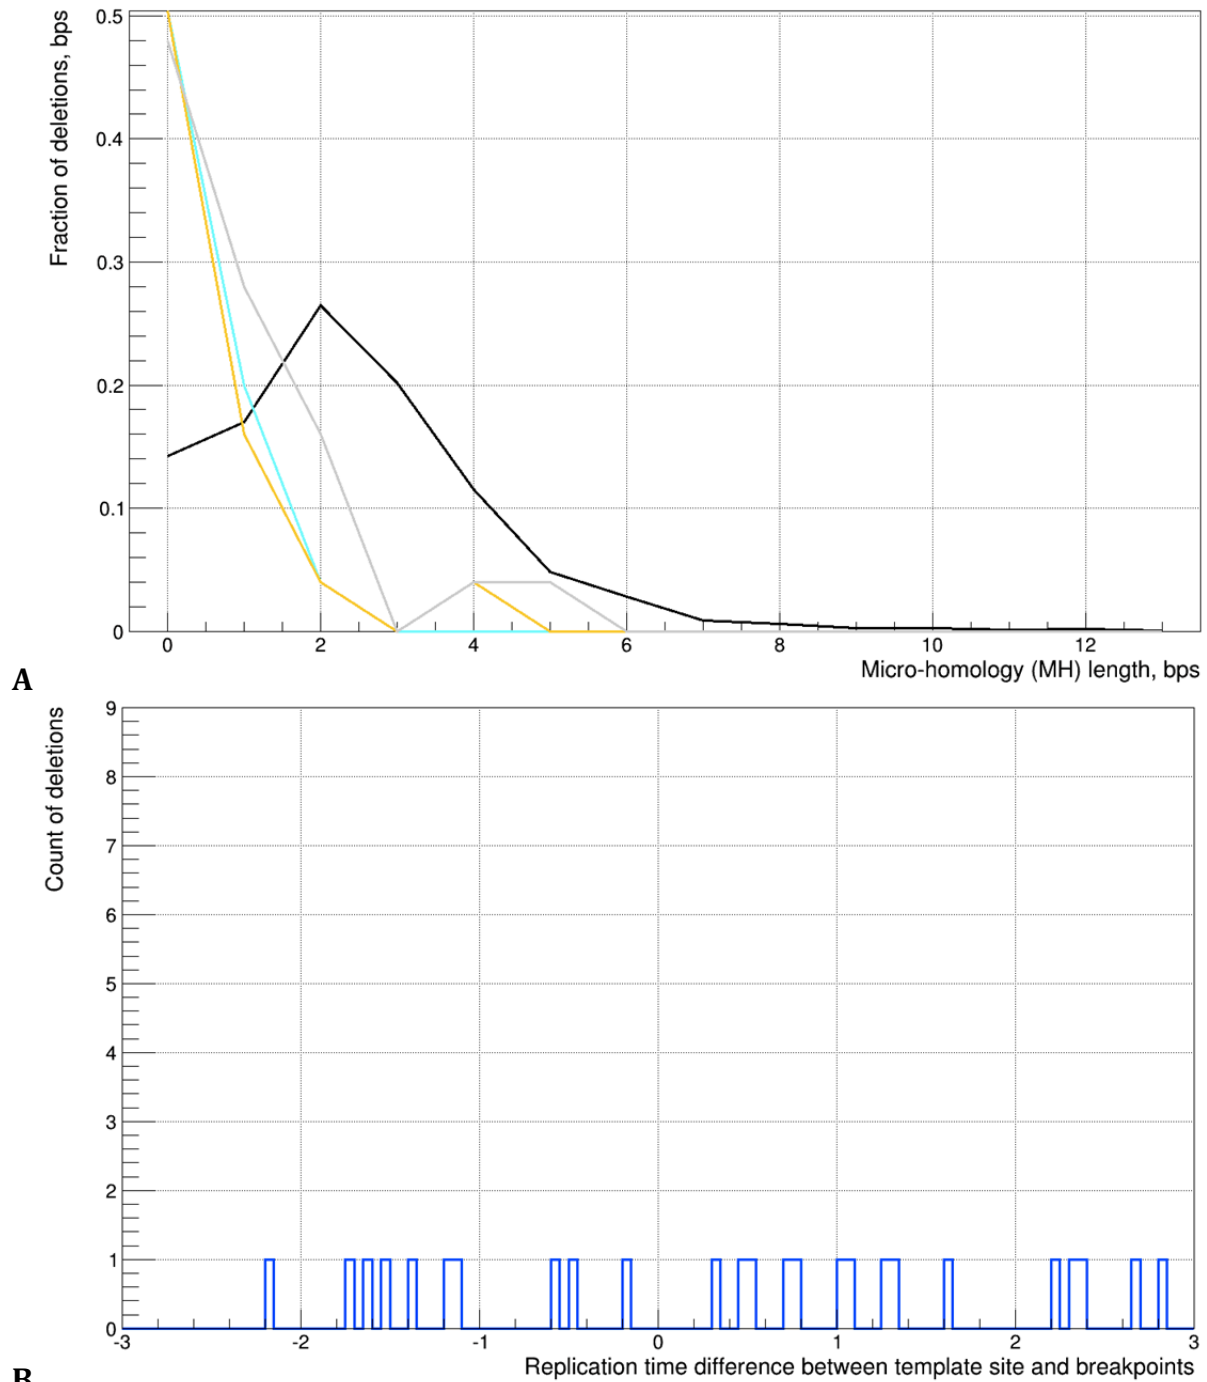 Fraction of deletions, bps
0.5
0.4
0.3
0.2
0.1
0
0 2 4 6 8 10 12
Micro-homology (MH) length, bps
A
Count of deletions
9
8
7
6
5
4
3
2
1
0
-3 -2 -1 0 1 2 3
Replication time difference between template site and breakpoints
B